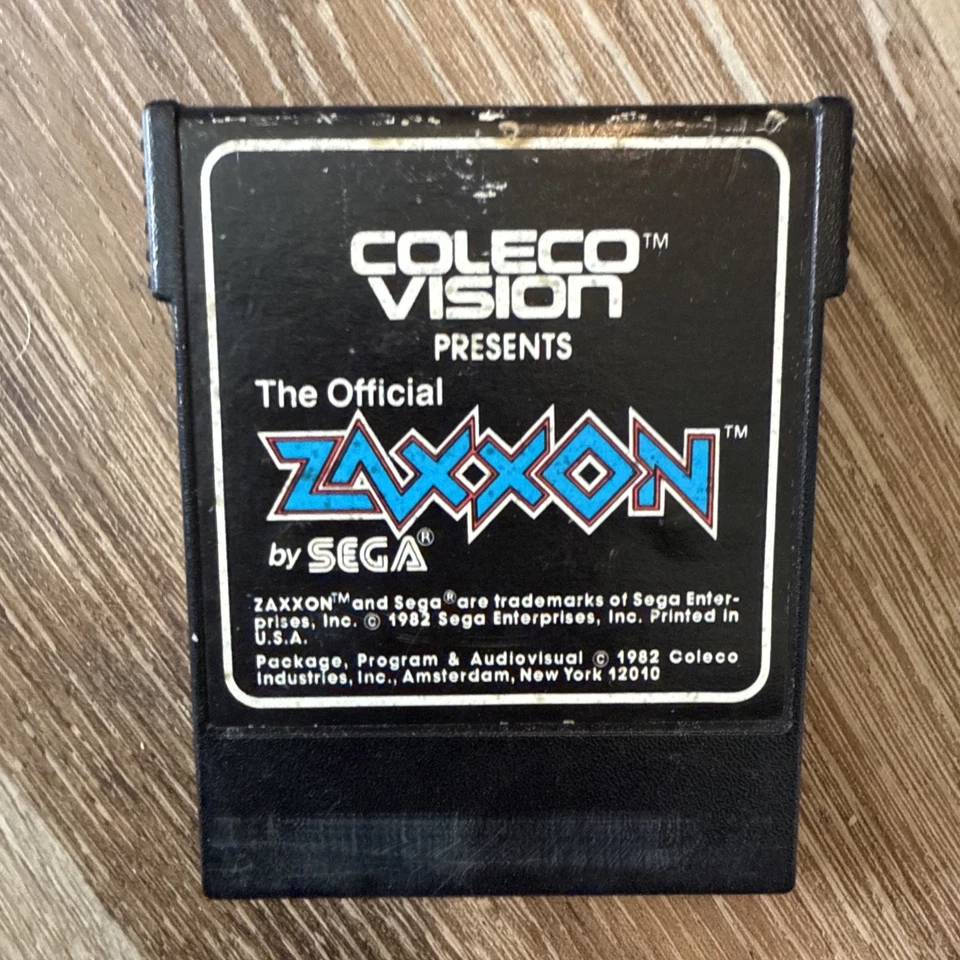 COLECO™
VISION
PRESENTS
The Official
ZAXXON™
by SEGA®
ZAXXON™ and Sega® are trademarks of Sega Enter-
prises, Inc. © 1982 Sega Enterprises, Inc. Printed in
U.S.A.
Package, Program & Audiovisual © 1982 Coleco
Industries, Inc., Amsterdam, New York 12010